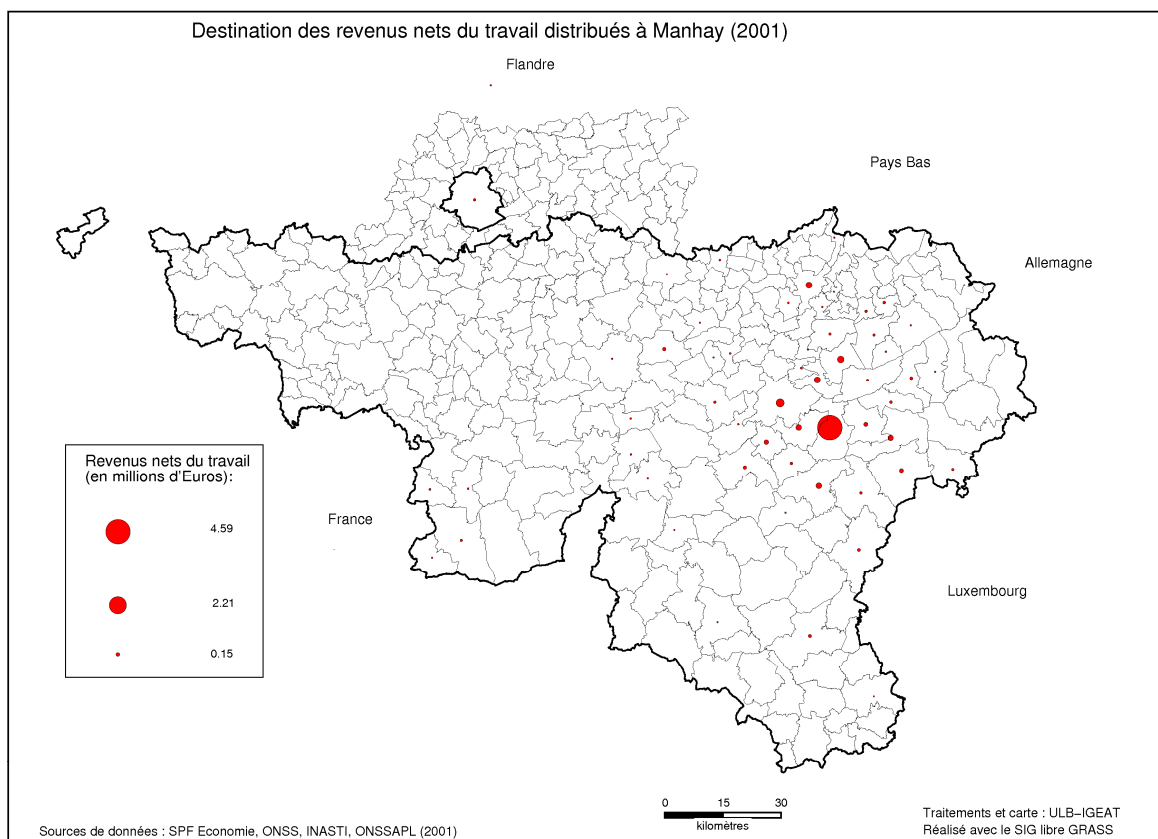 Destination des revenus nets du travail distribués à Manhay (2001)
Flandre
Pays Bas
Allemagne
Revenus nets du travail
(en millions d'Euros):
4.59
2.21
0.15
France
Luxembourg
0 15 30
kilomètres
Traitements et carte : ULB-IGEAT
Réalisé avec le SIG libre GRASS
Sources de données : SPF Economie, ONSS, INASTI, ONSSAPL (2001)